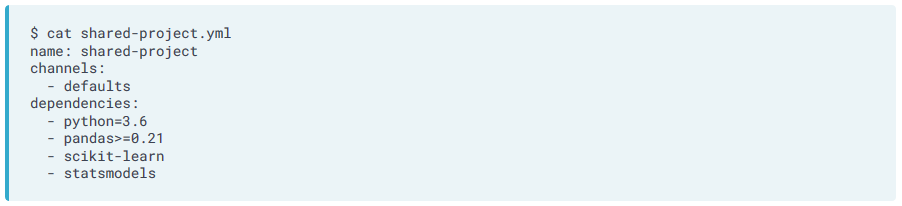 $ cat shared-project.yml
name: shared-project
channels:
  - defaults
dependencies:
  - python=3.6
  - pandas>=0.21
  - scikit-learn
  - statsmodels